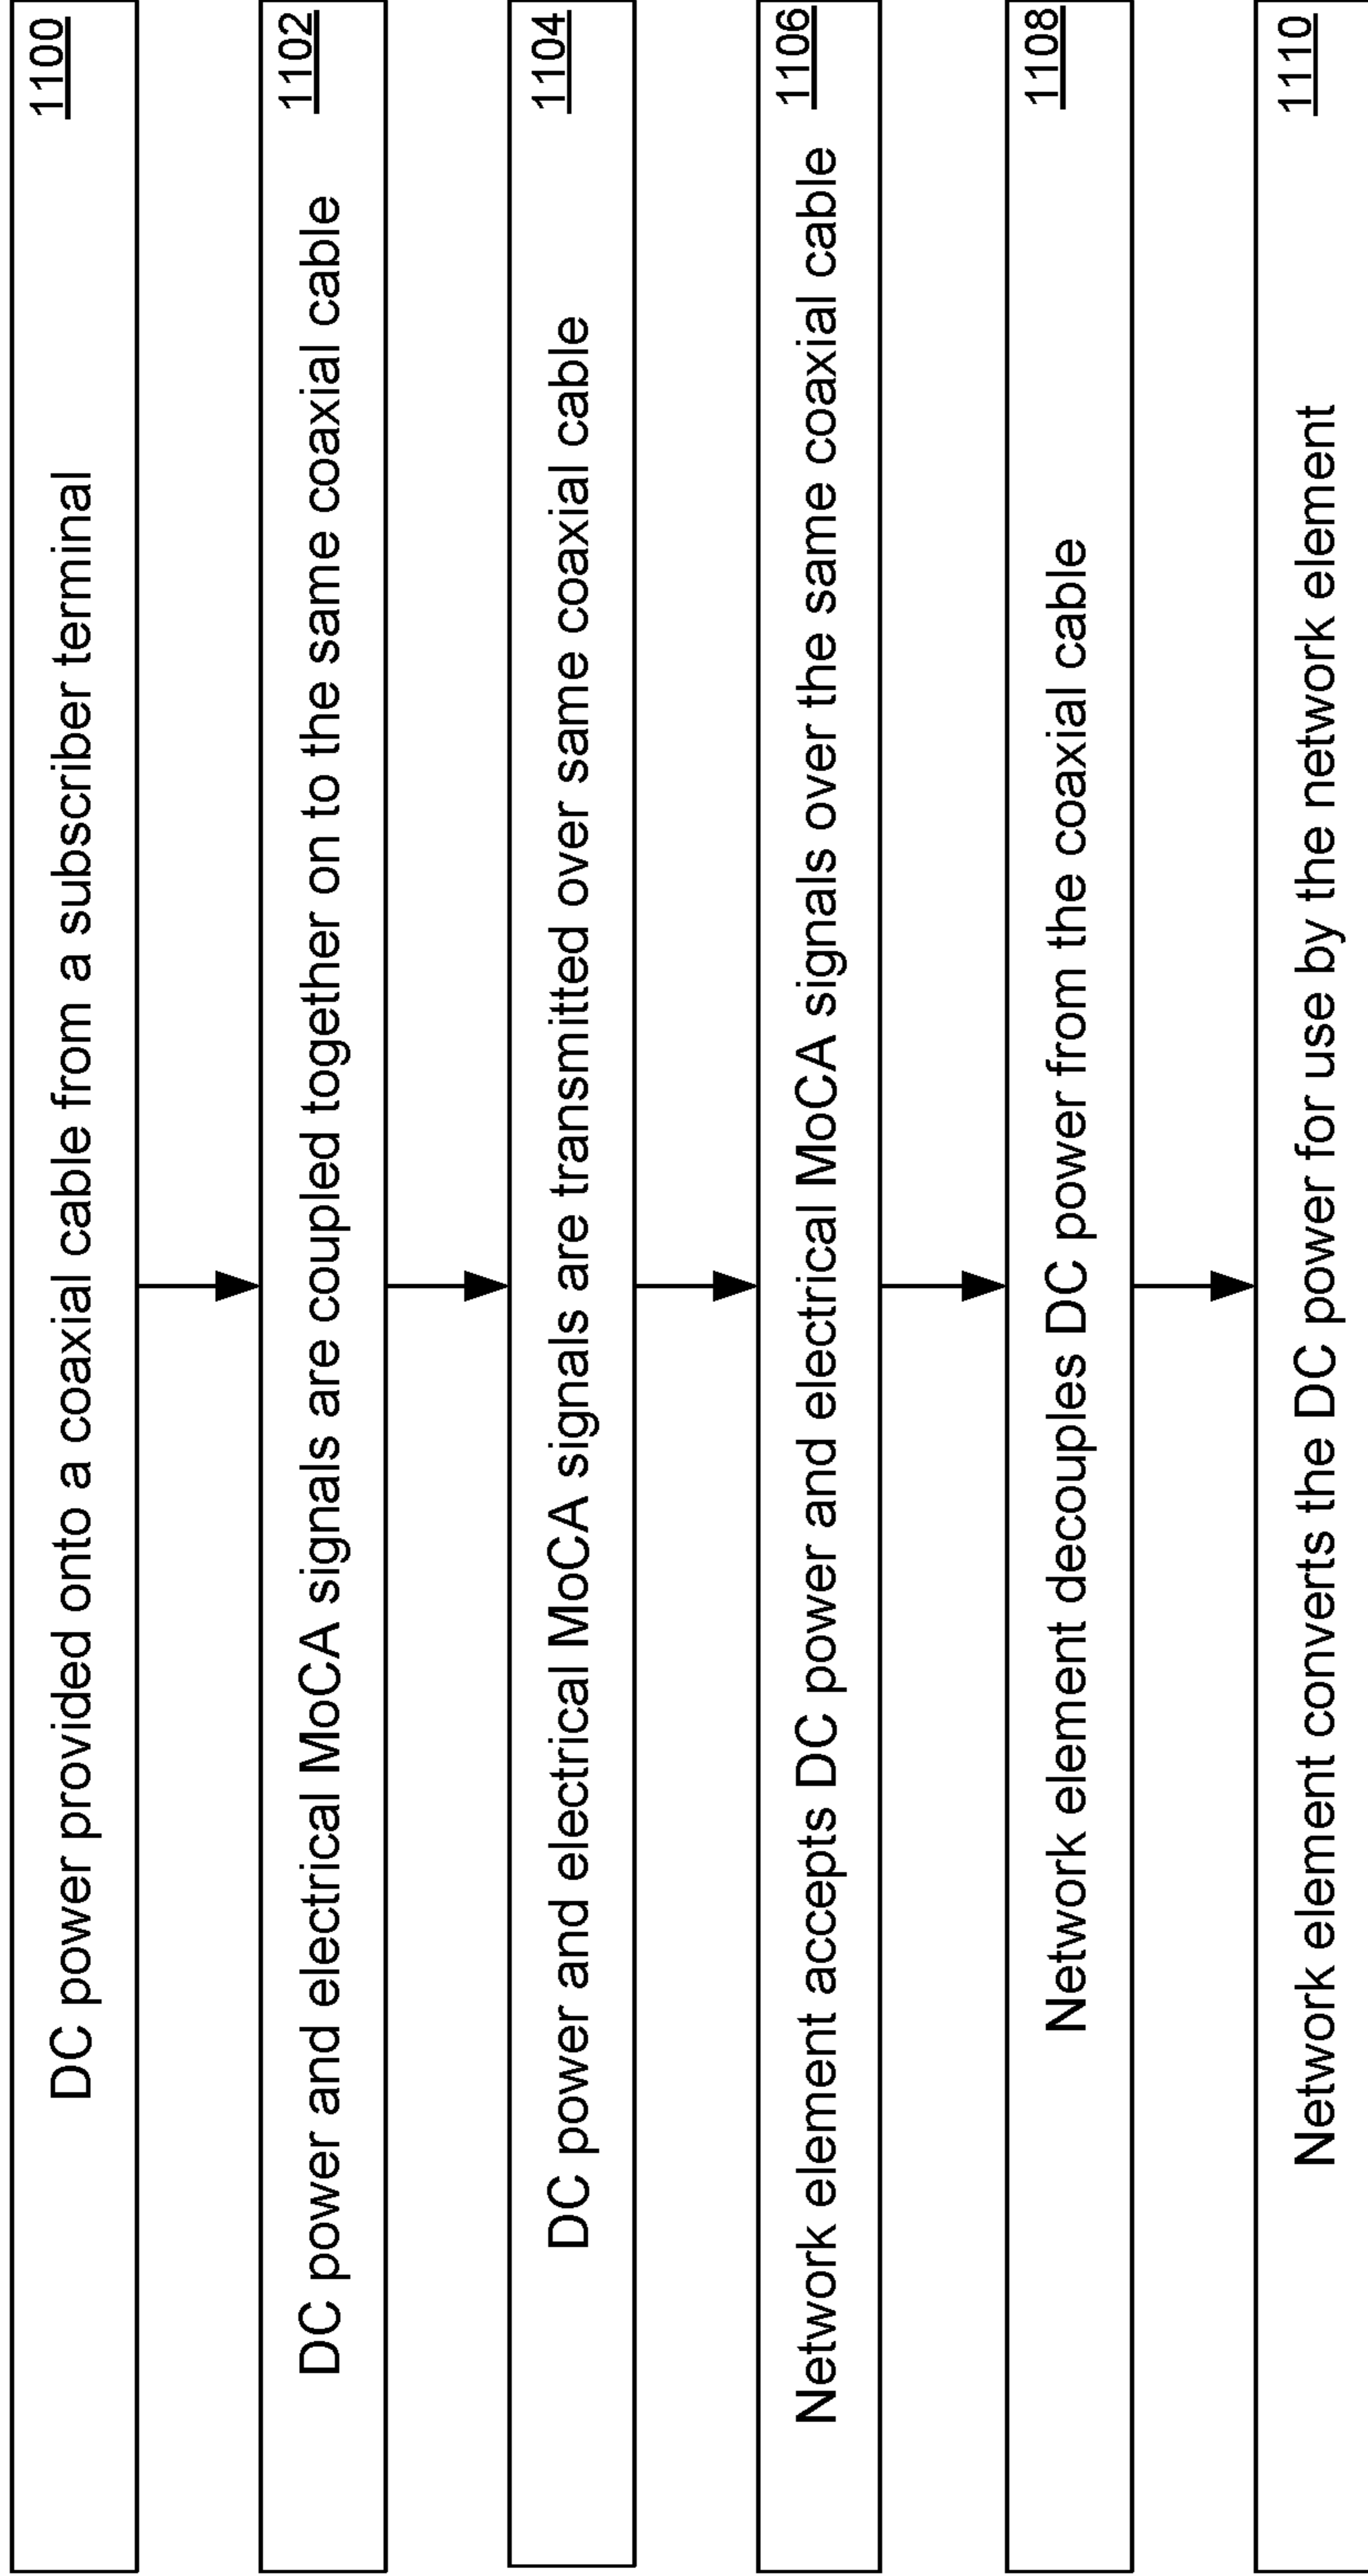 1100
DC power provided onto a coaxial cable from a subscriber terminal
1102
DC power and electrical MoCA signals are coupled together on to the same coaxial cable
1104
DC power and electrical MoCA signals are transmitted over same coaxial cable
1106
Network element accepts DC power and electrical MoCA signals over the same coaxial cable
1108
Network element decouples DC power from the coaxial cable
1110
Network element converts the DC power for use by the network element